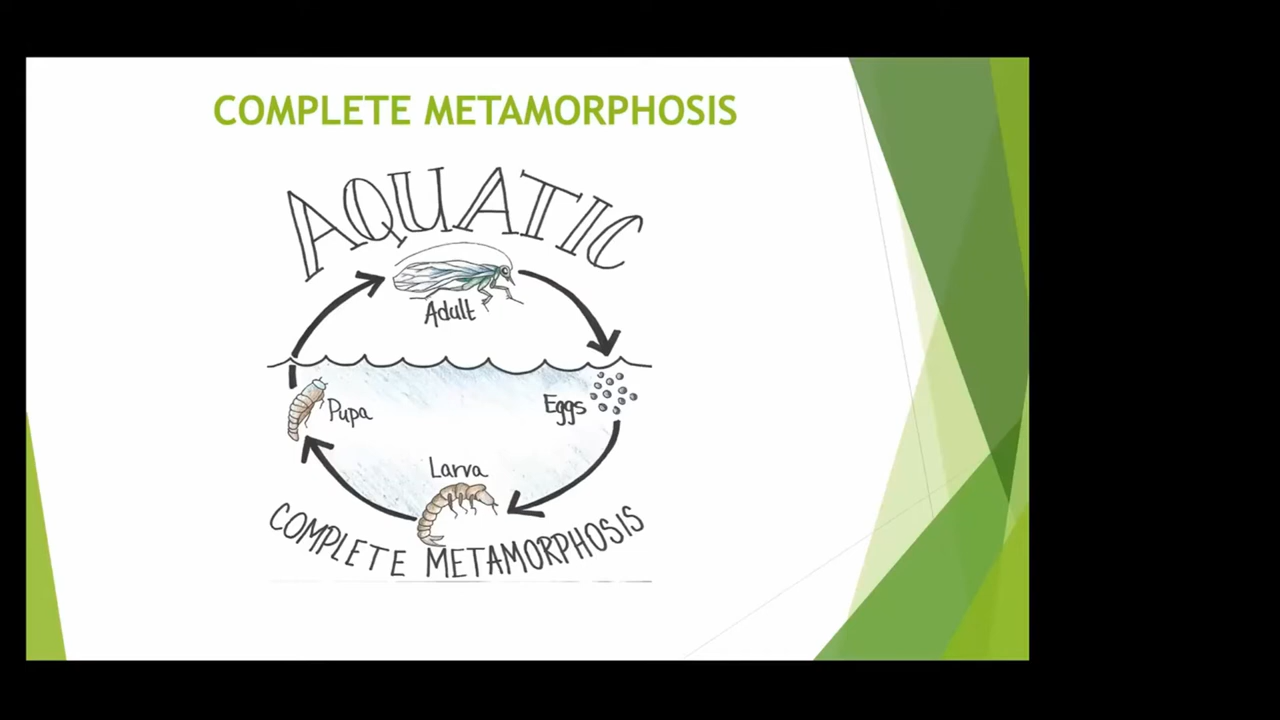 COMPLETE METAMORPHOSIS
AQUATIC
Adult
Pupa
Eggs
Larva
COMPLETE METAMORPHOSIS